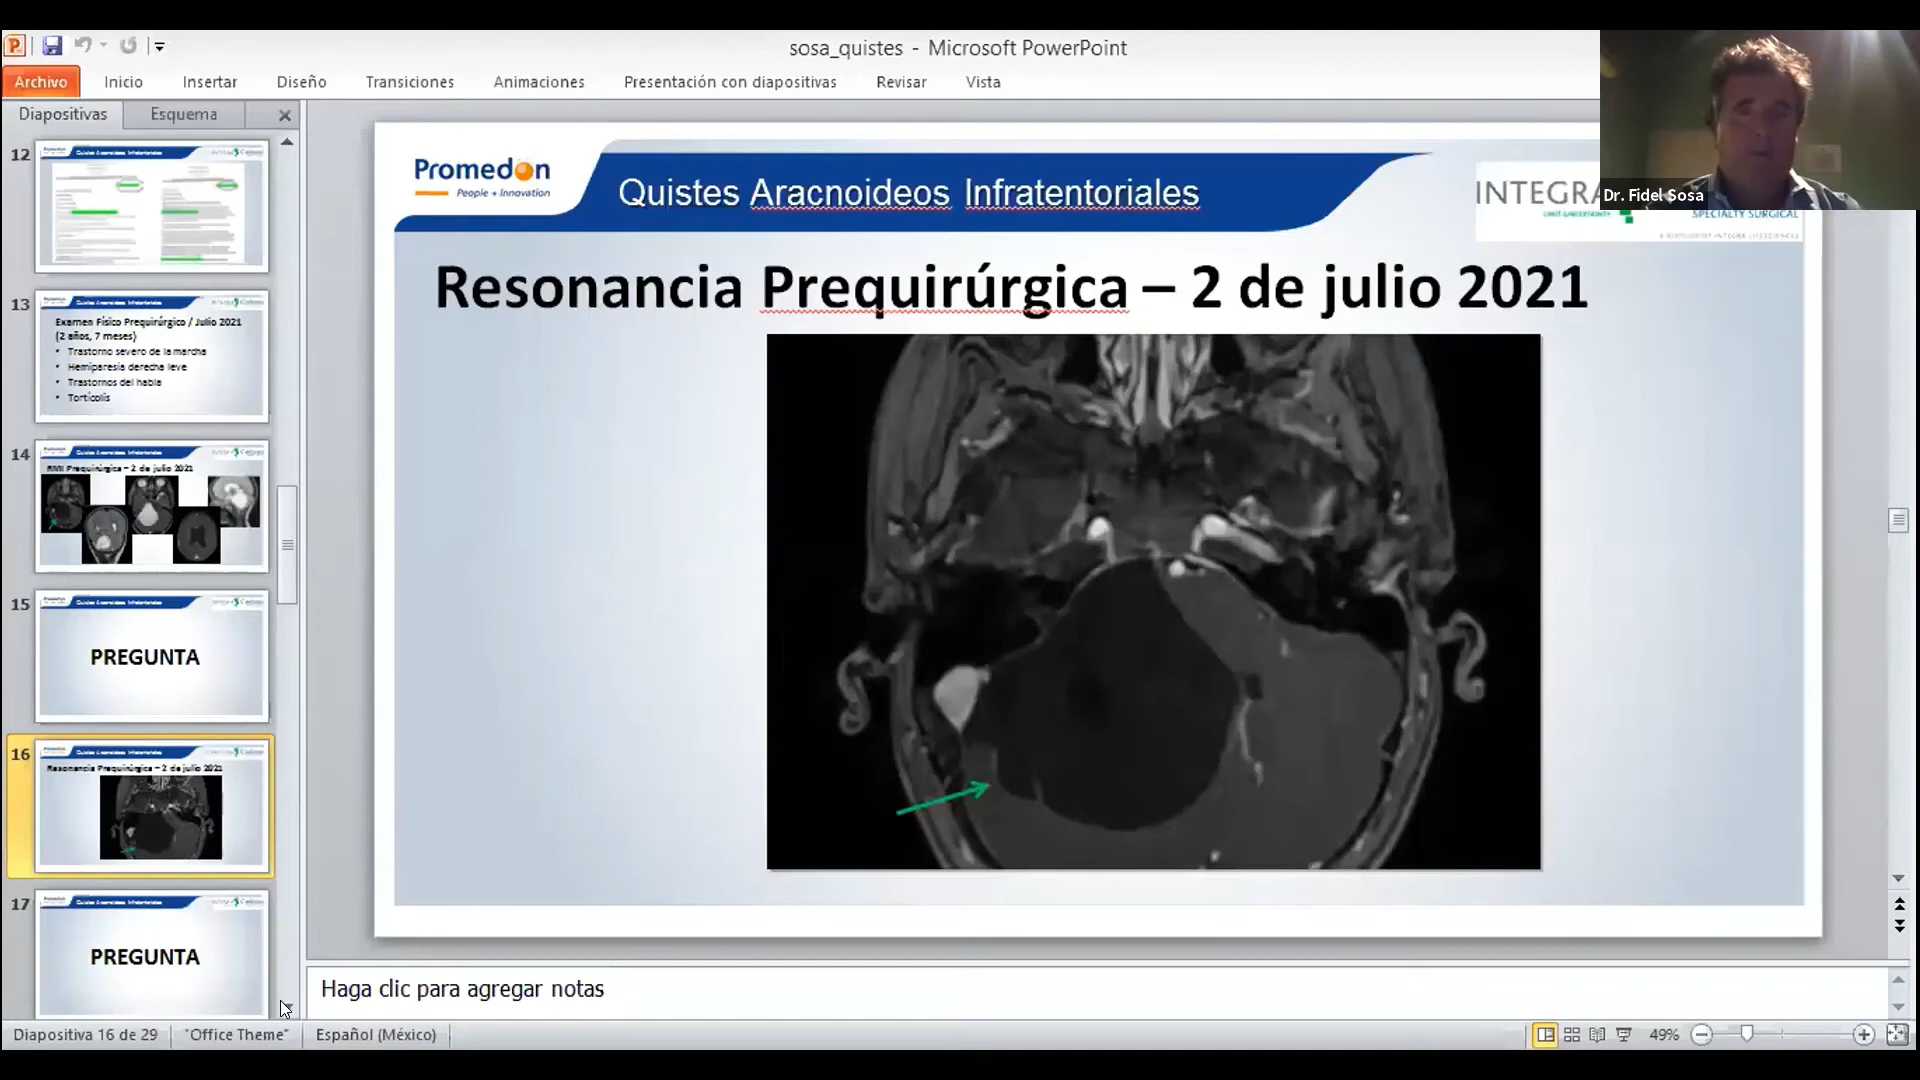 sosa_quistes - Microsoft PowerPoint
Archivo Inicio Insertar Diseño Transiciones Animaciones Presentación con diapositivas Revisar Vista
Diapositivas Esquema
12
13
Examen Físico Prequirúrgico / Julio 2021
(2 años, 7 meses)
• Trastorno severo de la marcha
• Hemiparesia derecha leve
• Trastornos del habla
• Tortícolis
14
RMI Prequirúrgica – 2 de julio 2021
15
PREGUNTA
16
Resonancia Prequirúrgica – 2 de julio 2021
17
PREGUNTA
Promedon
People + Innovation
Quistes Aracnoideos Infratentoriales
INTEGRA
SPECIALTY SURGICAL
Dr. Fidel Sosa
Resonancia Prequirúrgica – 2 de julio 2021
Haga clic para agregar notas
Diapositiva 16 de 29 "Office Theme" Español (México) 49%